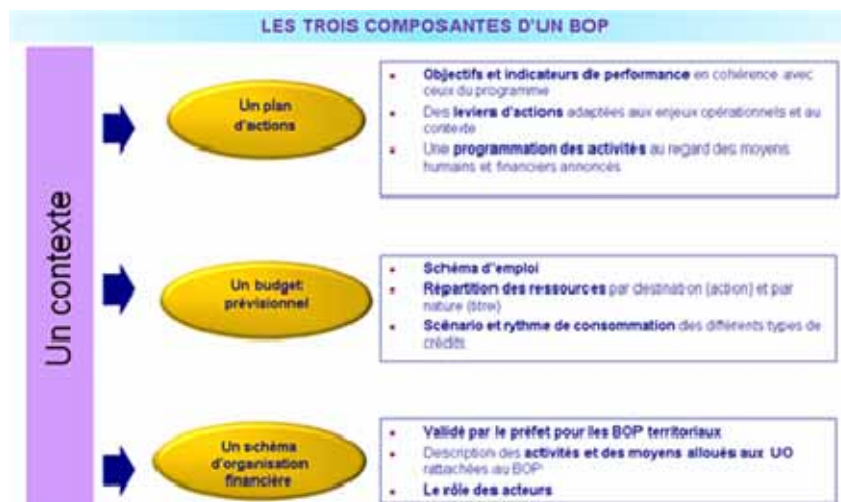 LES TROIS COMPOSANTES D'UN BOP
Un contexte
Un plan
d'actions
Objectifs et indicateurs de performance en cohérence avec
ceux du programme
Des leviers d'actions adaptées aux enjeux opérationnels et au
contexte
Une programmation des activités au regard des moyens
humains et financiers annoncés
Un budget
prévisionnel
Schéma d'emploi
Répartition des ressources par destination (action) et par
nature (titre)
Scénario et rythme de consommation des différents types de
crédits
Un schéma
d'organisation
financière
Validé par le préfet pour les BOP territoriaux
Description des activités et des moyens alloués aux UO
rattachées au BOP
Le rôle des acteurs